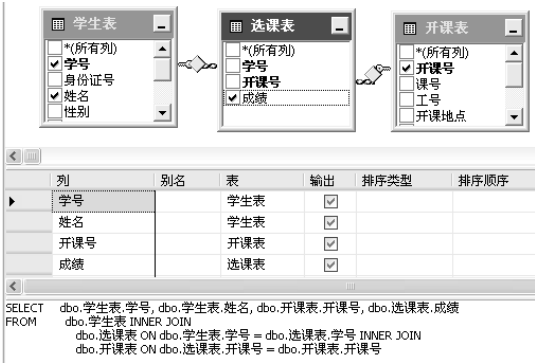 学生表
*(所有列)
学号
身份证号
姓名
性别
选课表
*(所有列)
学号
开课号
成绩
开课表
*(所有列)
开课号
课号
工号
开课地点
列 别名 表 输出 排序类型 排序顺序
学号 学生表
姓名 学生表
开课号 开课表
成绩 选课表
SELECT dbo.学生表.学号, dbo.学生表.姓名, dbo.开课表.开课号, dbo.选课表.成绩
FROM dbo.学生表 INNER JOIN
dbo.选课表 ON dbo.学生表.学号 = dbo.选课表.学号 INNER JOIN
dbo.开课表 ON dbo.选课表.开课号 = dbo.开课表.开课号